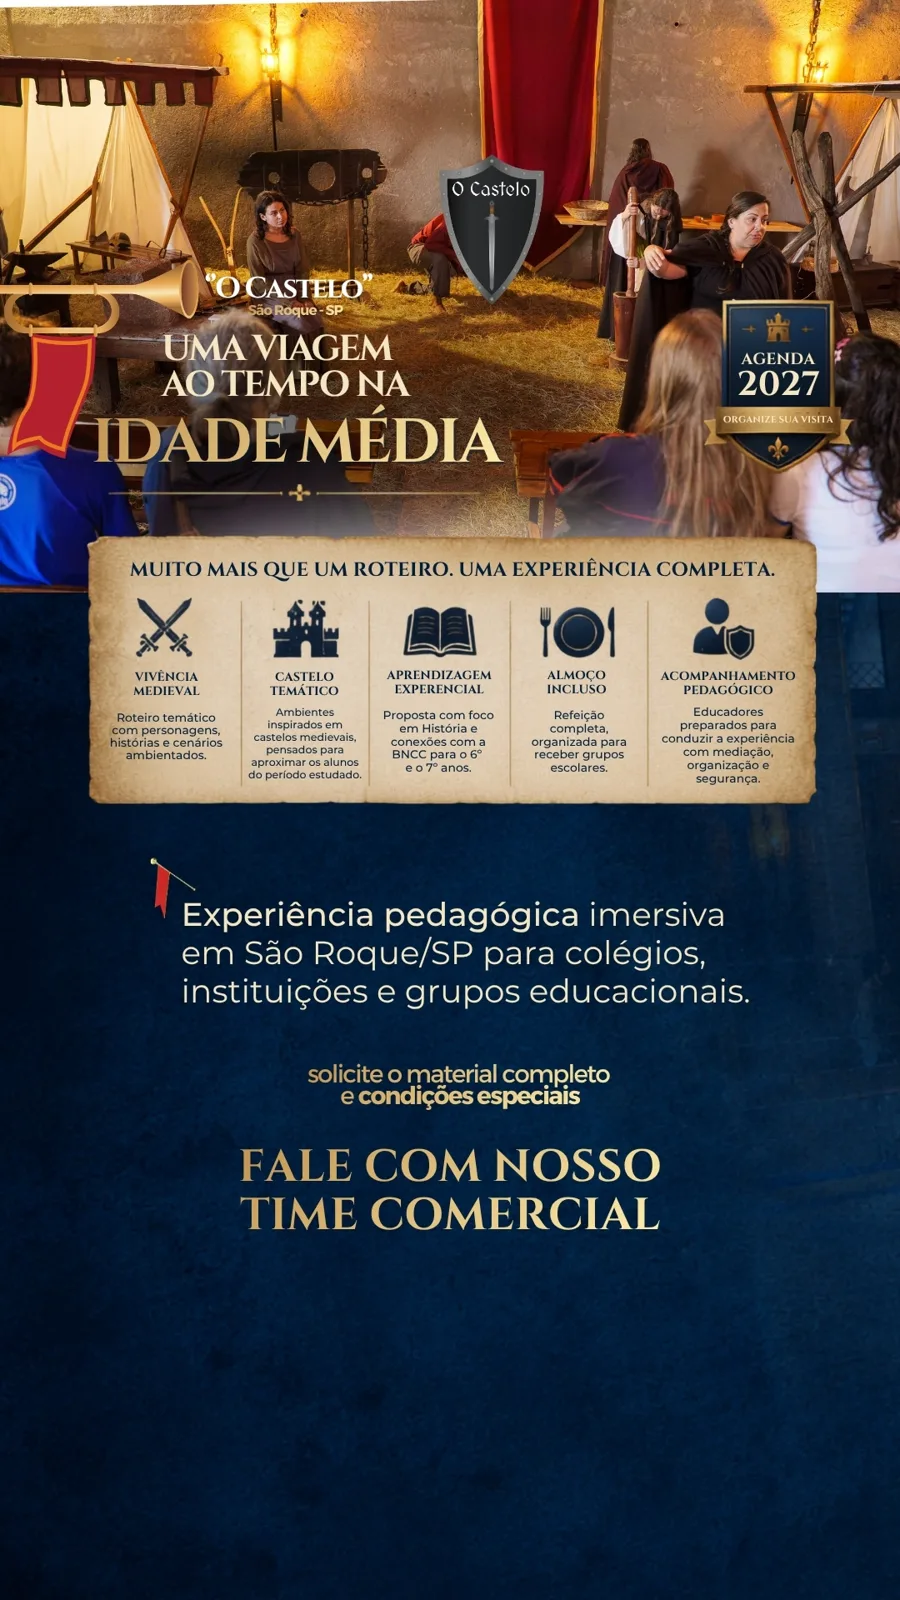 O Castelo
"O CASTELO"
São Roque - SP
UMA VIAGEM
AO TEMPO NA
IDADE MÉDIA
AGENDA
2027
ORGANIZE SUA VISITA
MUITO MAIS QUE UM ROTEIRO. UMA EXPERIÊNCIA COMPLETA.
VIVÊNCIA
MEDIEVAL
Roteiro temático
com personagens,
histórias e cenários
ambientados.
CASTELO
TEMÁTICO
Ambientes
inspirados em
castelos medievais,
pensados para
aproximar os alunos
do período estudado.
APRENDIZAGEM
EXPERENCIAL
Proposta com foco
em História e
conexões com a
BNCC para o 6º
e o 7º anos.
ALMOÇO
INCLUSO
Refeição
completa,
organizada para
receber grupos
escolares.
ACOMPANHAMENTO
PEDAGÓGICO
Educadores
preparados para
conduzir a experiência
com mediação,
organização e
segurança.
Experiência pedagógica imersiva
em São Roque/SP para colégios,
instituições e grupos educacionais.
solicite o material completo
e condições especiais
FALE COM NOSSO
TIME COMERCIAL